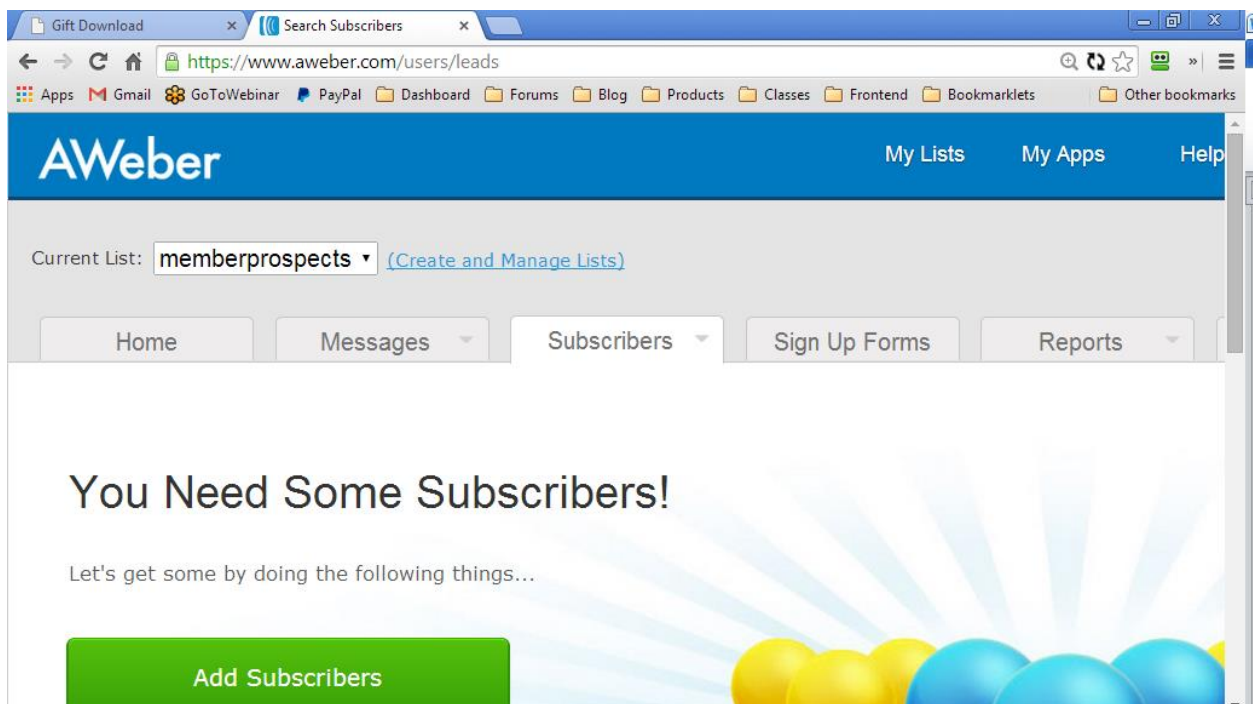 Gift Download × Search Subscribers ×
https://www.aweber.com/users/leads
Apps Gmail GoToWebinar PayPal Dashboard Forums Blog Products Classes Frontend Bookmarklets » Other bookmarks
AWeber My Lists My Apps Help
Current List: memberprospects (Create and Manage Lists)
Home Messages Subscribers Sign Up Forms Reports
You Need Some Subscribers!
Let's get some by doing the following things...
Add Subscribers